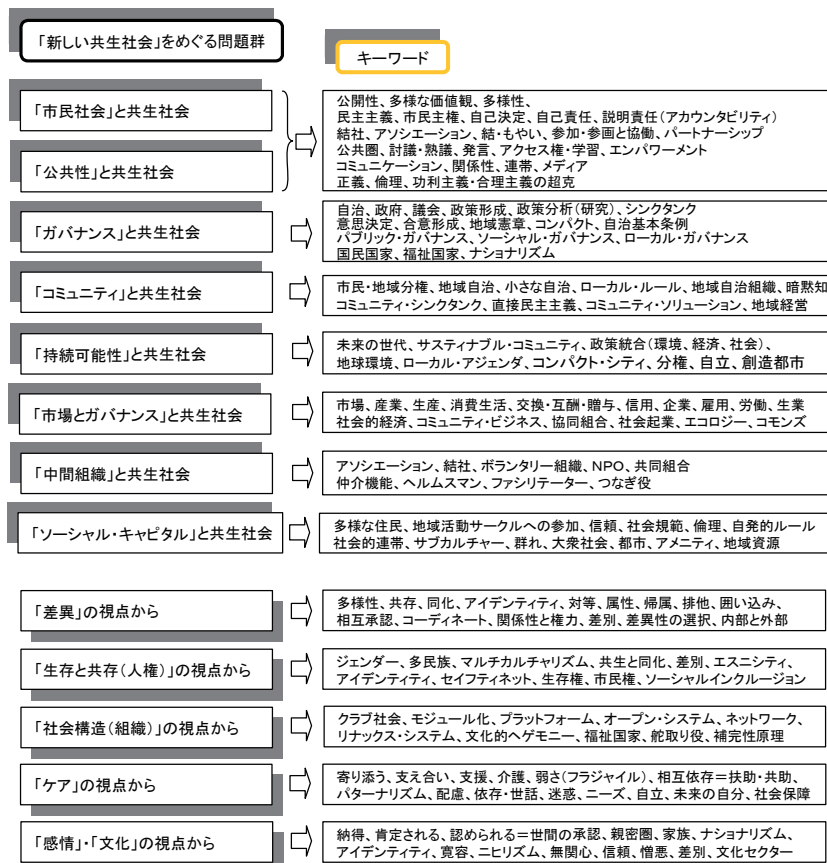 「新しい共生社会」をめぐる問題群
キーワード
「市民社会」と共生社会
「公共性」と共生社会
公開性、多様な価値観、多様性、
民主主義、市民主権、自己決定、自己責任、説明責任(アカウンタビリティ)
結社、アソシエーション、結・もやい、参加・参画と協働、パートナーシップ
公共圏、討議・熟議、発言、アクセス権・学習、エンパワーメント
コミュニケーション、関係性、連帯、メディア
正義、倫理、功利主義・合理主義の超克
「ガバナンス」と共生社会
自治、政府、議会、政策形成、政策分析(研究)、シンクタンク
意思決定、合意形成、地域憲章、コンパクト、自治基本条例
パブリック・ガバナンス、ソーシャル・ガバナンス、ローカル・ガバナンス
国民国家、福祉国家、ナショナリズム
「コミュニティ」と共生社会
市民・地域分権、地域自治、小さな自治、ローカル・ルール、地域自治組織、暗黙知
コミュニティ・シンクタンク、直接民主主義、コミュニティ・ソリューション、地域経営
「持続可能性」と共生社会
未来の世代、サスティナブル・コミュニティ、政策統合(環境、経済、社会)、
地球環境、ローカル・アジェンダ、コンパクト・シティ、分権、自立、創造都市
「市場とガバナンス」と共生社会
市場、産業、生産、消費生活、交換・互酬・贈与、信用、企業、雇用、労働、生業
社会的経済、コミュニティ・ビジネス、協同組合、社会起業、エコロジー、コモンズ
「中間組織」と共生社会
アソシエーション、結社、ボランタリー組織、NPO、共同組合
仲介機能、ヘルムスマン、ファシリテーター、つなぎ役
「ソーシャル・キャピタル」と共生社会
多様な住民、地域活動サークルへの参加、信頼、社会規範、倫理、自発的ルール
社会的連帯、サブカルチャー、群れ、大衆社会、都市、アメニティ、地域資源
「差異」の視点から
多様性、共存、同化、アイデンティティ、対等、属性、帰属、排他、囲い込み、
相互承認、コーディネート、関係性と権力、差別、差異性の選択、内部と外部
「生存と共存(人権)」の視点から
ジェンダー、多民族、マルチカルチャリズム、共生と同化、差別、エスニシティ、
アイデンティティ、セイフティネット、生存権、市民権、ソーシャルインクルージョン
「社会構造(組織)」の視点から
クラブ社会、モジュール化、プラットフォーム、オープン・システム、ネットワーク、
リナックス・システム、文化的ヘゲモニー、福祉国家、舵取り役、補完性原理
「ケア」の視点から
寄り添う、支え合い、支援、介護、弱さ(フラジャイル)、相互依存=扶助・共助、
パターナリズム、配慮、依存・世話、迷惑、ニーズ、自立、未来の自分、社会保障
「感情」・「文化」の視点から
納得、肯定される、認められる=世間の承認、親密圏、家族、ナショナリズム、
アイデンティティ、寛容、ニヒリズム、無関心、信頼、憎悪、差別、文化セクター